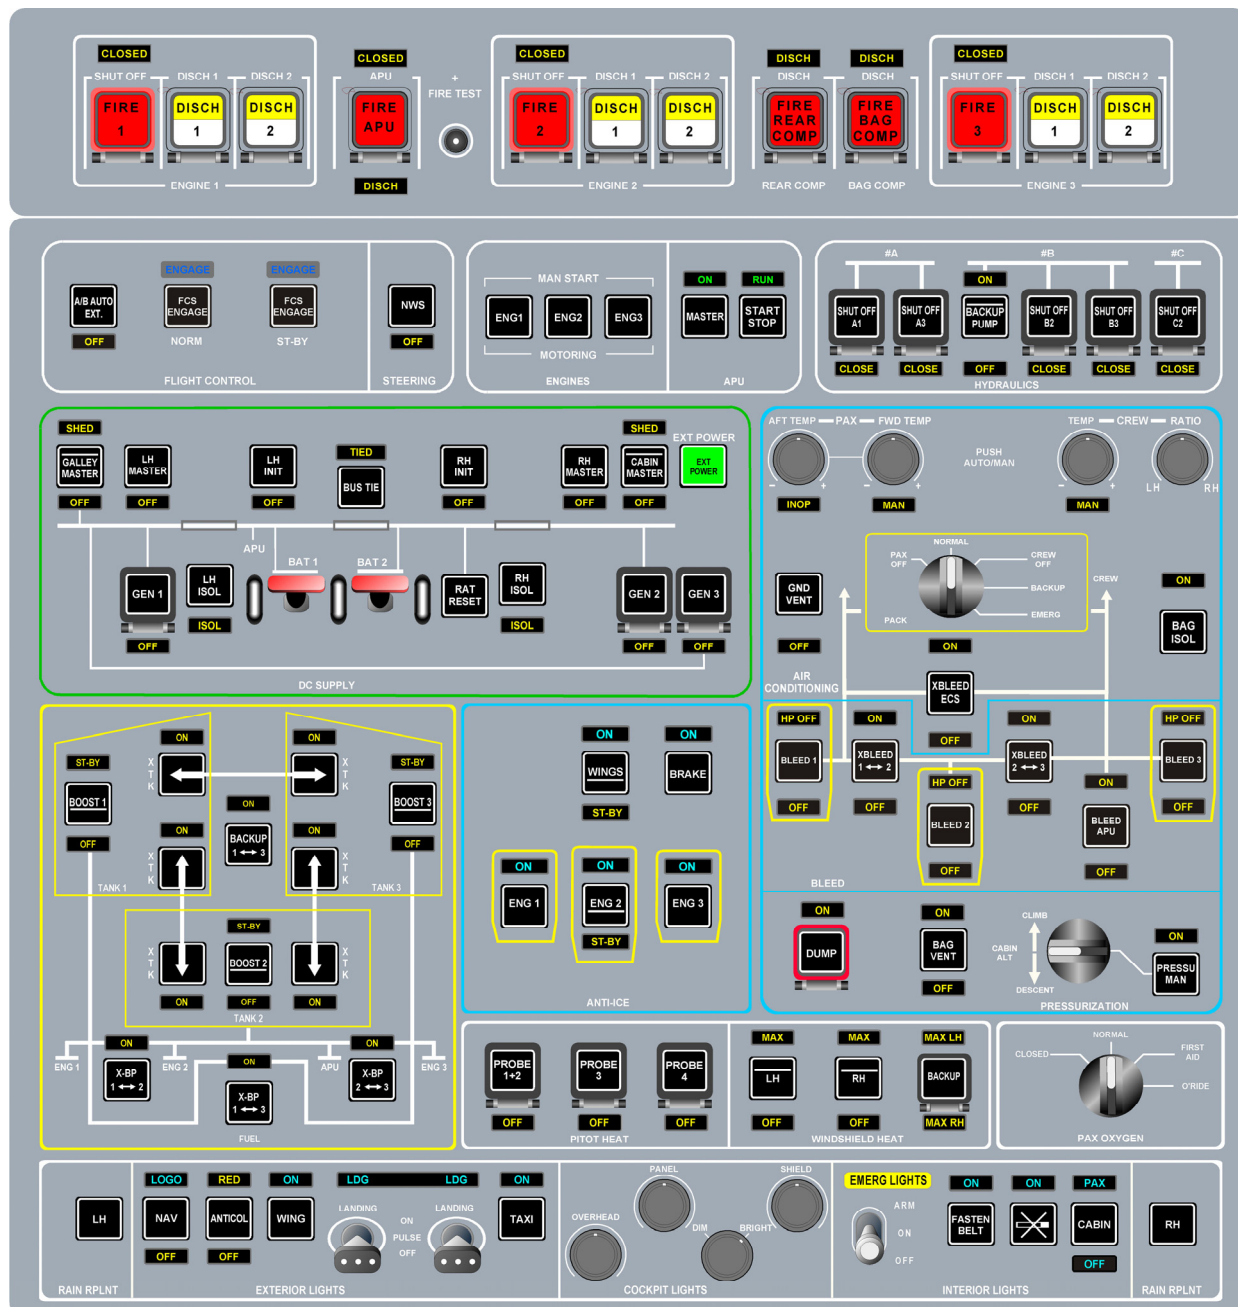 CLOSED
SHUT OFF DISCH 1 DISCH 2
FIRE 1
DISCH 1
DISCH 2
ENGINE 1
CLOSED
APU
FIRE APU
DISCH
+
FIRE TEST
CLOSED
SHUT OFF DISCH 1 DISCH 2
FIRE 2
DISCH 1
DISCH 2
ENGINE 2
DISCH DISCH
DISCH DISCH
FIRE REAR COMP
FIRE BAG COMP
REAR COMP BAG COMP
CLOSED
SHUT OFF DISCH 1 DISCH 2
FIRE 3
DISCH 1
DISCH 2
ENGINE 3
ENGAGE ENGAGE
A/B AUTO EXT.
FCS ENGAGE
FCS ENGAGE
OFF NORM ST-BY
FLIGHT CONTROL
NWS
OFF
STEERING
MAN START
ENG1 ENG2 ENG3
MOTORING
ENGINES
ON RUN
MASTER
START STOP
APU
#A #B #C
ON
SHUT OFF A1
SHUT OFF A3
BACKUP PUMP
SHUT OFF B2
SHUT OFF B3
SHUT OFF C2
CLOSE CLOSE OFF CLOSE CLOSE CLOSE
HYDRAULICS
SHED SHED
EXT POWER
GALLEY MASTER
LH MASTER
LH INIT
TIED
BUS TIE
RH INIT
RH MASTER
CABIN MASTER
EXT POWER
OFF OFF OFF OFF OFF OFF
APU
BAT 1 BAT 2
GEN 1
LH ISOL
RAT RESET
RH ISOL
GEN 2 GEN 3
OFF ISOL ISOL OFF OFF
DC SUPPLY
AFT TEMP PAX FWD TEMP
PUSH AUTO/MAN
TEMP CREW RATIO
- + - + - + LH RH
INOP MAN MAN
NORMAL
PAX OFF
CREW OFF
BACKUP
EMERG
PACK
CREW
GND VENT
OFF
ON
BAG ISOL
AIR CONDITIONING
ON
XBLEED ECS
OFF
HP OFF ON ON HP OFF
BLEED 1
XBLEED 1 ↔ 2
XBLEED 2 ↔ 3
BLEED 3
OFF OFF HP OFF OFF ON OFF
BLEED 2
BLEED APU
OFF OFF
BLEED
ON
DUMP
ON
BAG VENT
OFF
CLIMB
CABIN ALT
DESCENT
ON
PRESSU MAN
PRESSURIZATION
ON ON
ST-BY XTK XTK ST-BY
BOOST 1 BOOST 3
OFF OFF
ON
BACKUP 1 ↔ 3
ON ON
XTK XTK
TANK 1 TANK 3
ST-BY
XTK BOOST 2 XTK
ON OFF ON
TANK 2
ON ON ON
ENG 1 ENG 2 APU ENG 3
X-BP 1 ↔ 2
X-BP 1 ↔ 3
X-BP 2 ↔ 3
FUEL
ON ON
WINGS BRAKE
ST-BY
ON ON ON
ENG 1 ENG 2 ENG 3
ST-BY
ANTI-ICE
PROBE 1+2
PROBE 3
PROBE 4
OFF OFF OFF
PITOT HEAT
MAX MAX MAX LH
LH RH BACKUP
OFF OFF MAX RH
WINDSHIELD HEAT
NORMAL
CLOSED
FIRST AID
O'RIDE
PAX OXYGEN
LH
RAIN RPLNT
LOGO RED ON LDG LDG ON
NAV ANTICOL WING
LANDING LANDING
ON
PULSE
OFF
TAXI
OFF OFF
EXTERIOR LIGHTS
PANEL SHIELD
OVERHEAD
DIM BRIGHT
COCKPIT LIGHTS
EMERG LIGHTS
ARM
ON
OFF
ON ON PAX
FASTEN BELT
CABIN
OFF
INTERIOR LIGHTS
RH
RAIN RPLNT